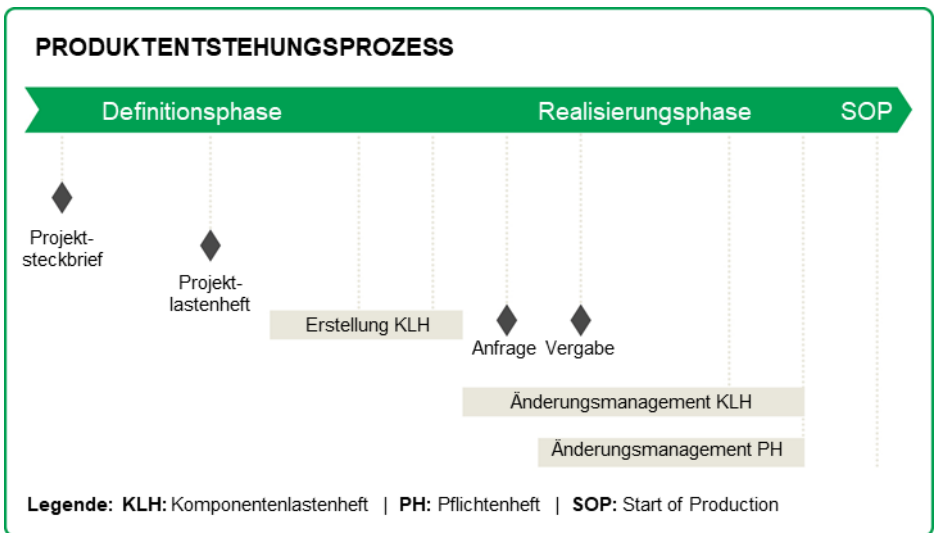 PRODUKTENTSTEHUNGSPROZESS
Definitionsphase Realisierungsphase SOP
Projekt-
steckbrief
Projekt-
lastenheft
Erstellung KLH
Anfrage Vergabe
Änderungsmanagement KLH
Änderungsmanagement PH
Legende: KLH: Komponentenlastenheft | PH: Pflichtenheft | SOP: Start of Production